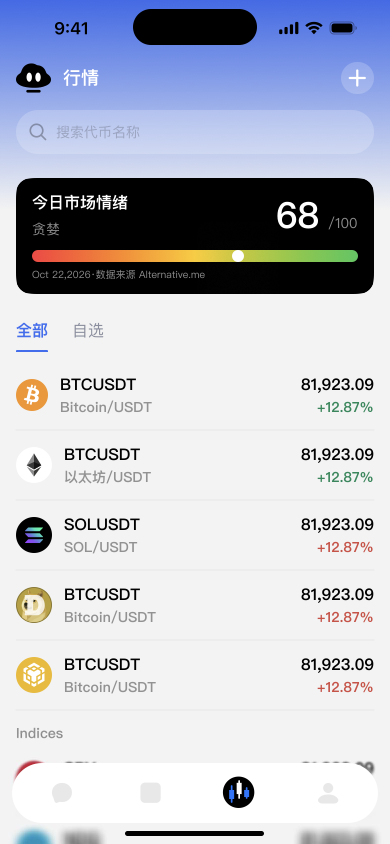 9:41
行情
搜索代币名称
今日市场情绪
68 /100
贪婪
Oct 22,2026·数据来源 Alternative.me
全部 自选
BTCUSDT 81,923.09
Bitcoin/USDT +12.87%
BTCUSDT 81,923.09
以太坊/USDT +12.87%
SOLUSDT 81,923.09
SOL/USDT +12.87%
BTCUSDT 81,923.09
Bitcoin/USDT +12.87%
BTCUSDT 81,923.09
Bitcoin/USDT +12.87%
Indices